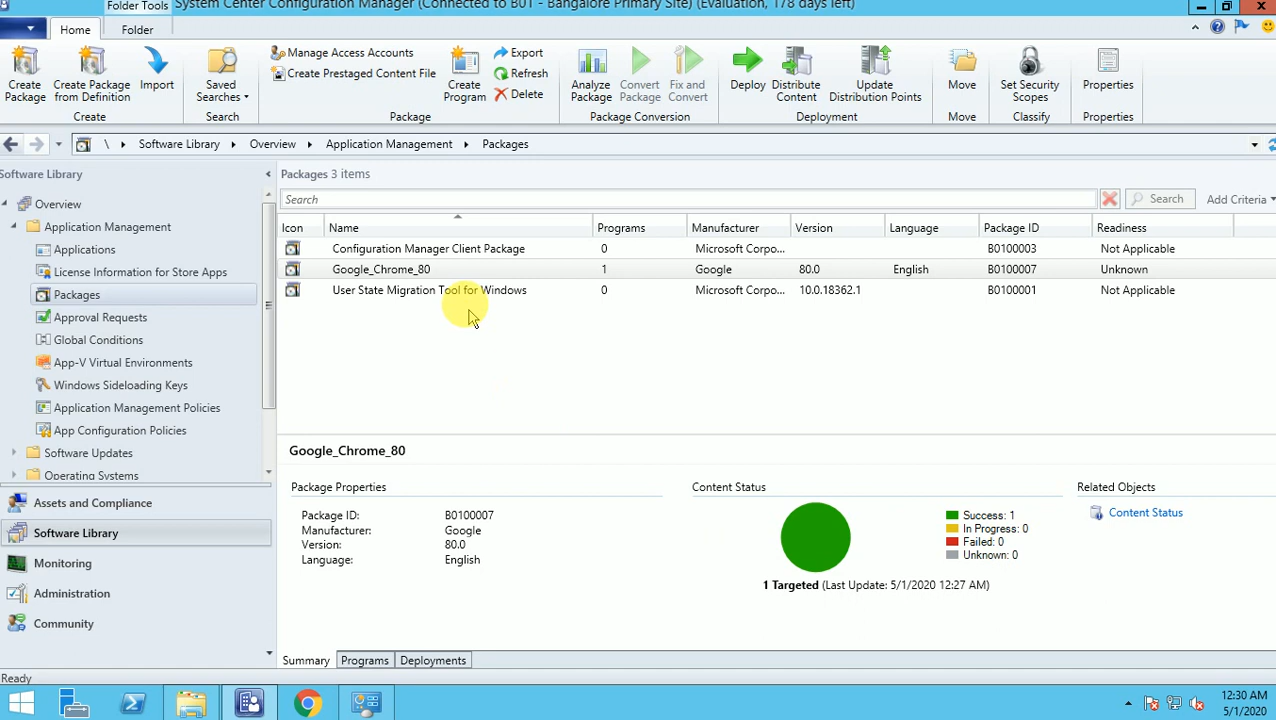 Folder Tools
System Center Configuration Manager (Connected to B01 - Bangalore Primary Site) (Evaluation, 178 days left)
Home
Folder
Create Package
Create Package from Definition
Import
Create
Saved Searches
Search
Manage Access Accounts
Create Prestaged Content File
Create Program
Export
Refresh
Delete
Package
Analyze Package
Convert Package
Fix and Convert
Package Conversion
Deploy
Distribute Content
Update Distribution Points
Deployment
Move
Move
Set Security Scopes
Classify
Properties
Properties
\ Software Library Overview Application Management Packages
Software Library
Overview
Application Management
Applications
License Information for Store Apps
Packages
Approval Requests
Global Conditions
App-V Virtual Environments
Windows Sideloading Keys
Application Management Policies
App Configuration Policies
Software Updates
Operating Systems
Assets and Compliance
Software Library
Monitoring
Administration
Community
Packages 3 items
Search
Search
Add Criteria
Icon Name Programs Manufacturer Version Language Package ID Readiness
Configuration Manager Client Package 0 Microsoft Corpo... B0100003 Not Applicable
Google_Chrome_80 1 Google 80.0 English B0100007 Unknown
User State Migration Tool for Windows 0 Microsoft Corpo... 10.0.18362.1 B0100001 Not Applicable
Google_Chrome_80
Package Properties
Package ID: B0100007
Manufacturer: Google
Version: 80.0
Language: English
Content Status
Success: 1
In Progress: 0
Failed: 0
Unknown: 0
1 Targeted (Last Update: 5/1/2020 12:27 AM)
Related Objects
Content Status
Summary Programs Deployments
Ready
12:30 AM
5/1/2020